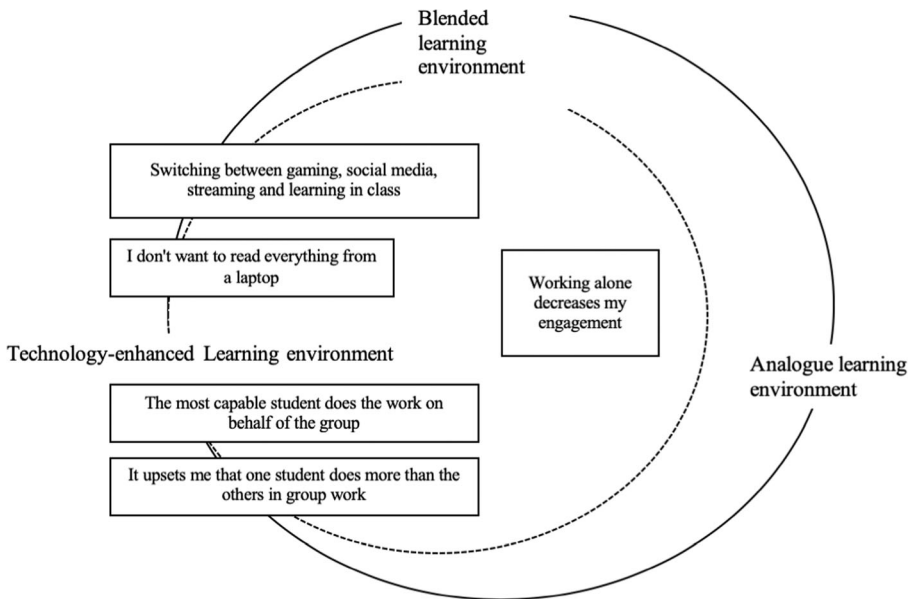 Blended
learning
environment
Switching between gaming, social media,
streaming and learning in class
I don't want to read everything from
a laptop
Working alone
decreases my
engagement
Technology-enhanced Learning environment
Analogue learning
environment
The most capable student does the work on
behalf of the group
It upsets me that one student does more than the
others in group work